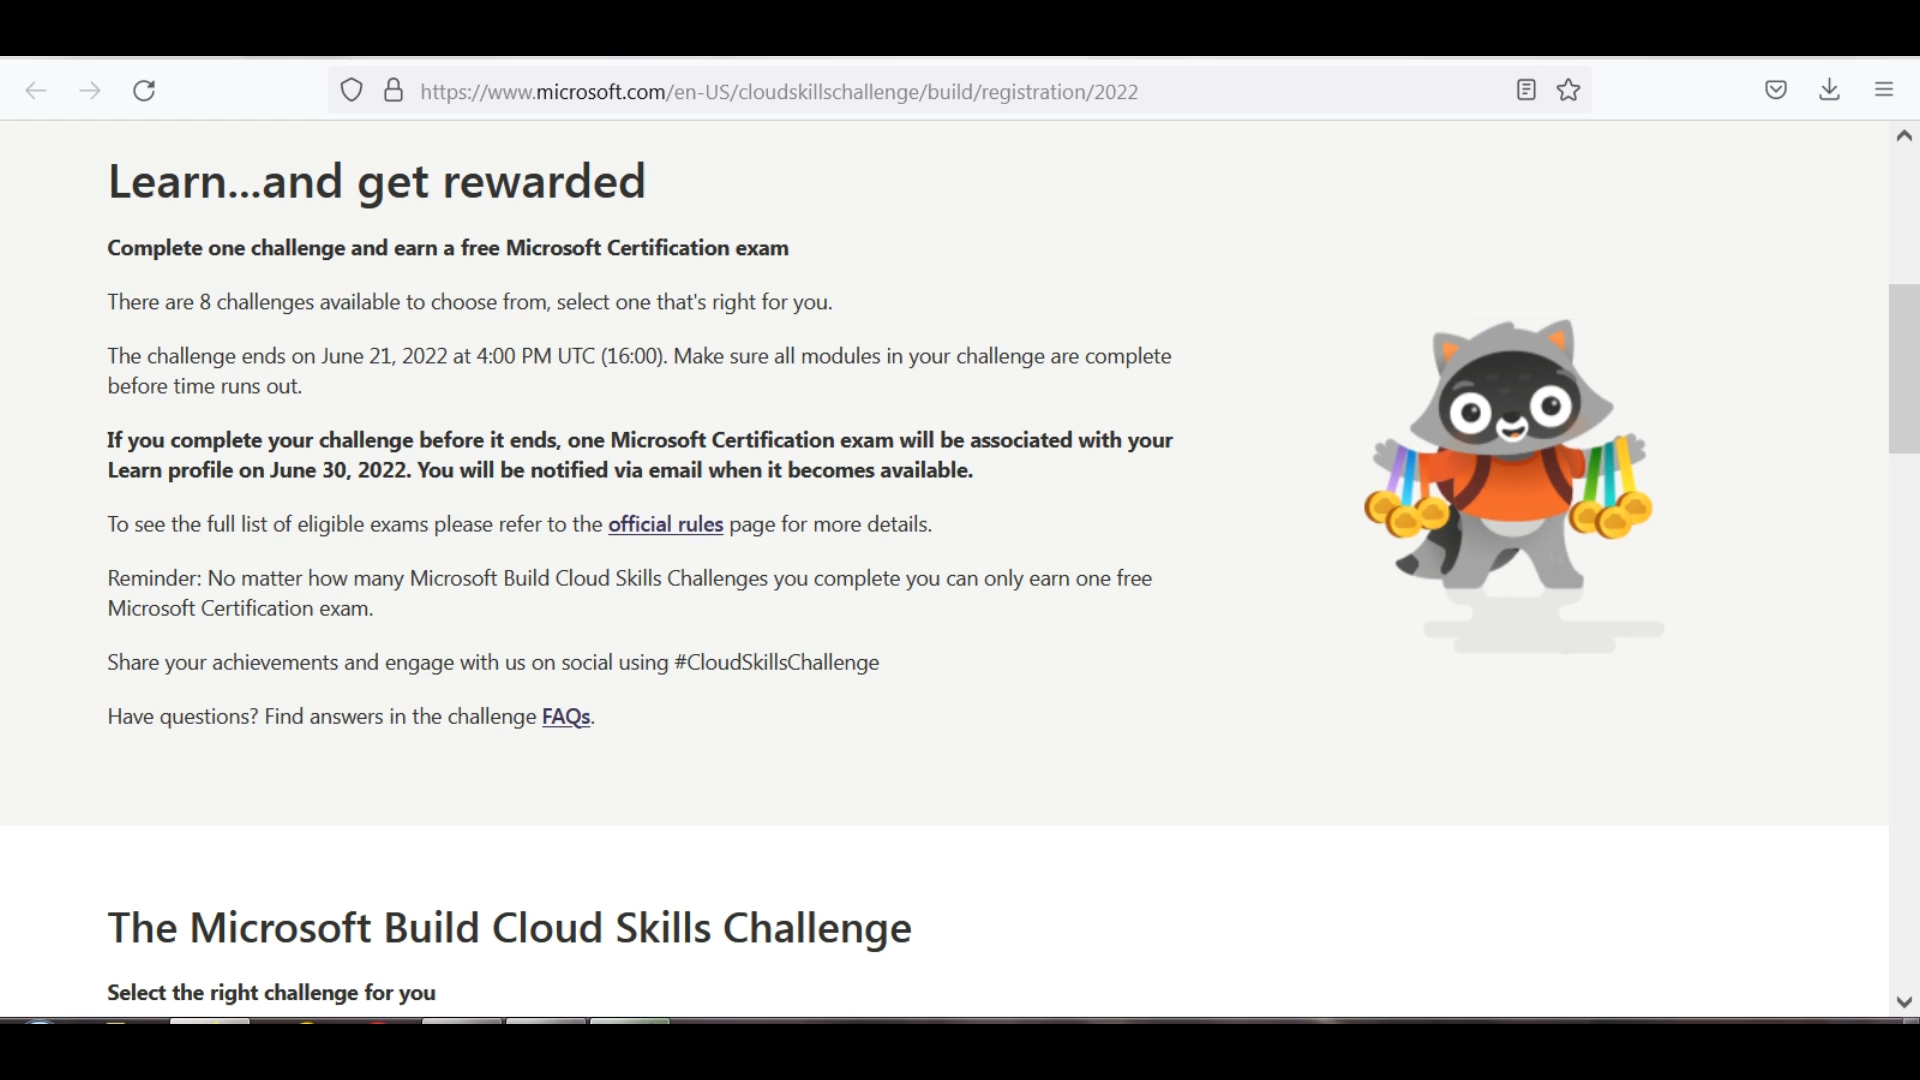 https://www.microsoft.com/en-US/cloudskillschallenge/build/registration/2022
Learn...and get rewarded
Complete one challenge and earn a free Microsoft Certification exam
There are 8 challenges available to choose from, select one that's right for you.
The challenge ends on June 21, 2022 at 4:00 PM UTC (16:00). Make sure all modules in your challenge are complete
before time runs out.
If you complete your challenge before it ends, one Microsoft Certification exam will be associated with your
Learn profile on June 30, 2022. You will be notified via email when it becomes available.
To see the full list of eligible exams please refer to the official rules page for more details.
Reminder: No matter how many Microsoft Build Cloud Skills Challenges you complete you can only earn one free
Microsoft Certification exam.
Share your achievements and engage with us on social using #CloudSkillsChallenge
Have questions? Find answers in the challenge FAQs.
The Microsoft Build Cloud Skills Challenge
Select the right challenge for you